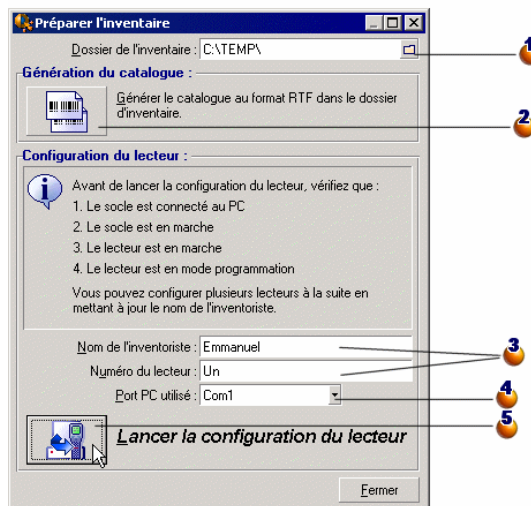 Préparer l'inventaire
Dossier de l'inventaire : C:\TEMP\
1
Génération du catalogue :
Générer le catalogue au format RTF dans le dossier
d'inventaire.
2
Configuration du lecteur :
Avant de lancer la configuration du lecteur, vérifiez que :
1. Le socle est connecté au PC
2. Le socle est en marche
3. Le lecteur est en marche
4. Le lecteur est en mode programmation
Vous pouvez configurer plusieurs lecteurs à la suite en
mettant à jour le nom de l'inventoriste.
Nom de l'inventoriste : Emmanuel
3
Numéro du lecteur : Un
Port PC utilisé : Com1
4
5
Lancer la configuration du lecteur
Fermer